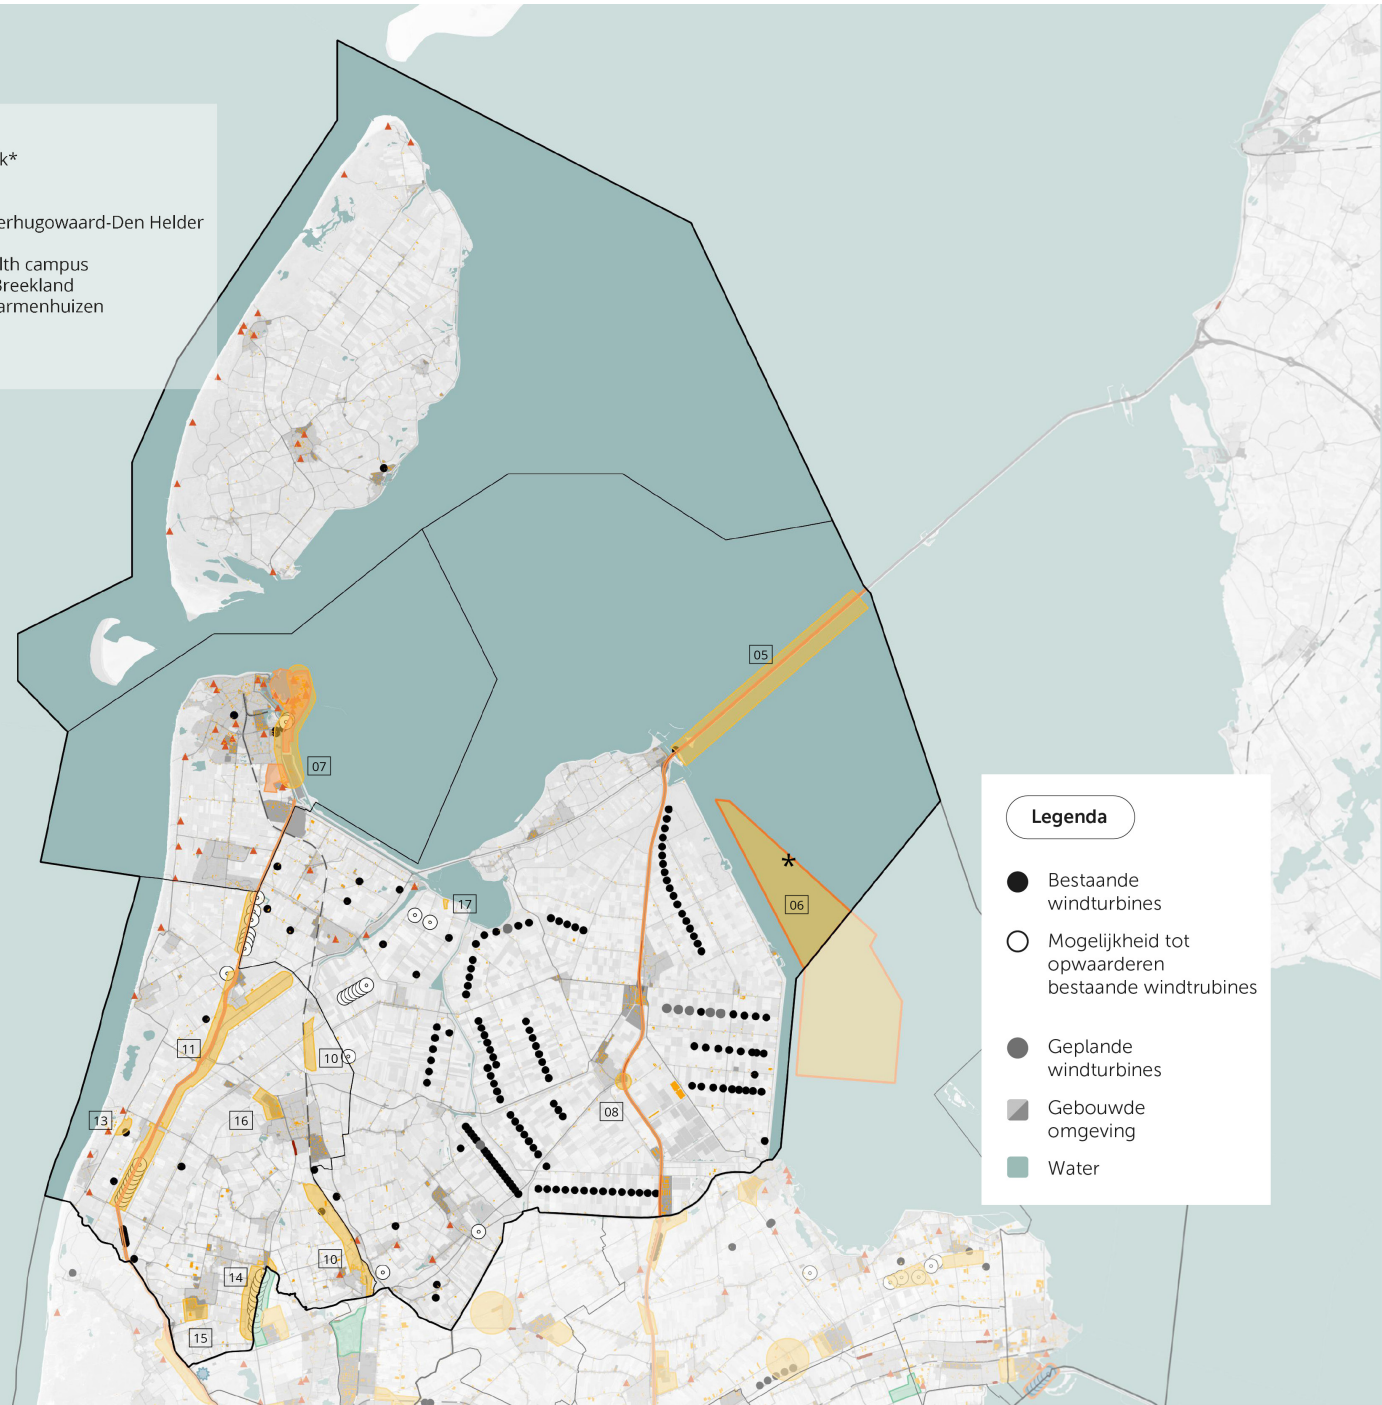 k*
erhugowaard-Den Helder
lth campus
Breekland
armenhuizen
05
07
06
*
17
11
10
13
16
08
10
14
15
Legenda
Bestaande
windturbines
Mogelijkheid tot
opwaarderen
bestaande windtrubines
Geplande
windturbines
Gebouwde
omgeving
Water